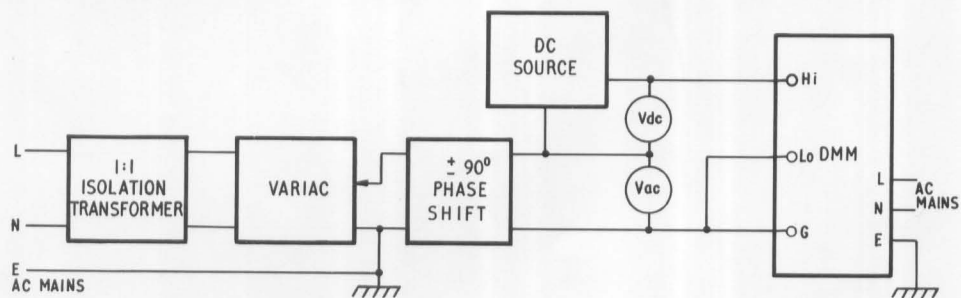 DC
SOURCE
Hi
Vdc
L
1:1
ISOLATION
TRANSFORMER
VARIAC
± 90°
PHASE
SHIFT
Vac
Lo DMM
L
AC
MAINS
N
N
G
E
E
AC MAINS